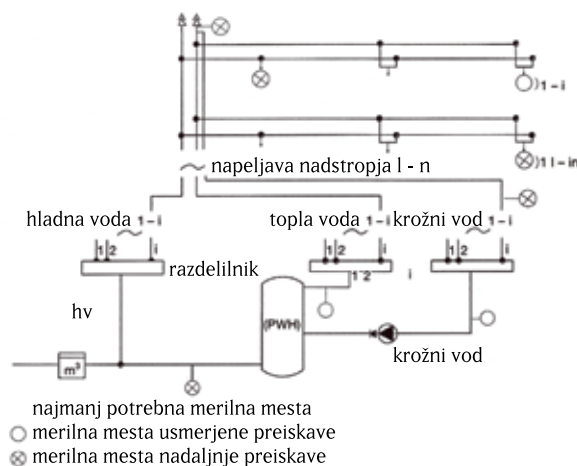 i
i
)1-i
i
i
)1 l-in
napeljava nadstropja l - n
hladna voda 1-i
topla voda 1-i
krožni vod 1-i
1 2 i
1 2 i
1 2 i
razdelilnik
1 2
i
hv
(PWH)
krožni vod
m³
najmanj potrebna merilna mesta
merilna mesta usmerjene preiskave
merilna mesta nadaljnje preiskave